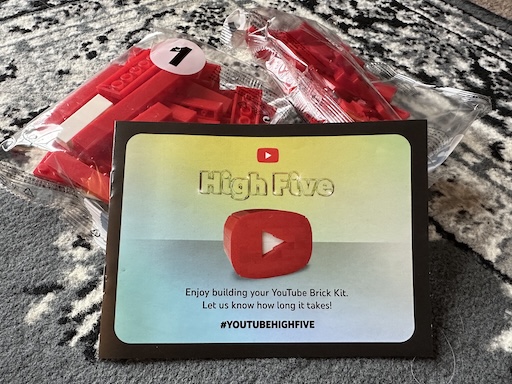 1
High Five
Enjoy building your YouTube Brick Kit.
Let us know how long it takes!
#YOUTUBEHIGHFIVE